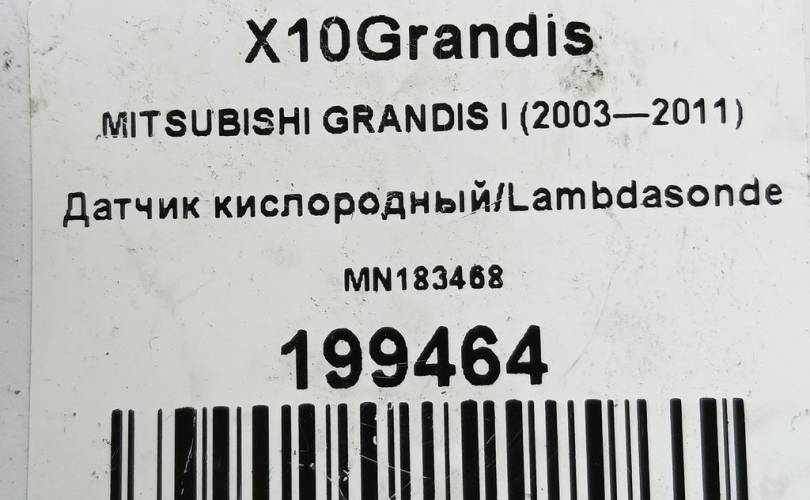 X10Grandis
MITSUBISHI GRANDIS I (2003—2011)
Датчик кислородный/Lambdasonde
MN183468
199464